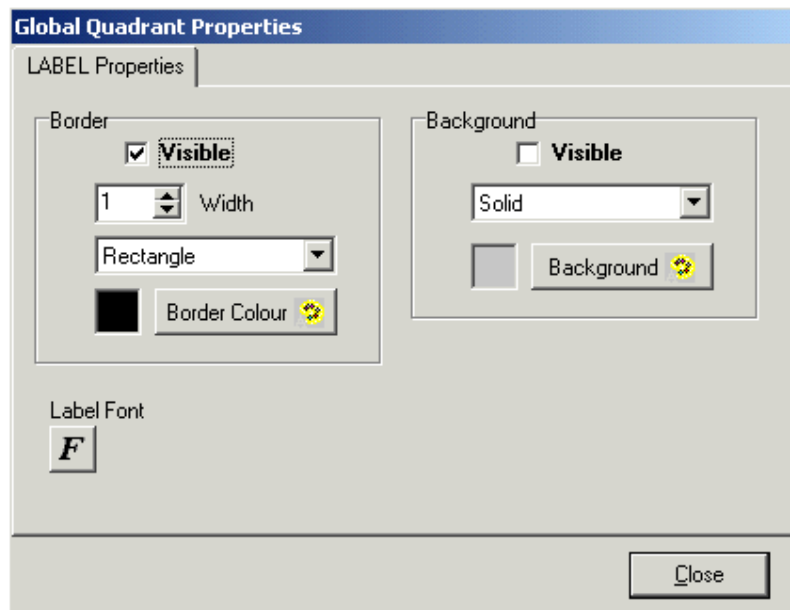 Global Quadrant Properties
LABEL Properties
Border
Visible
1 Width
Rectangle
Border Colour
Background
Visible
Solid
Background
Label Font
F
Close